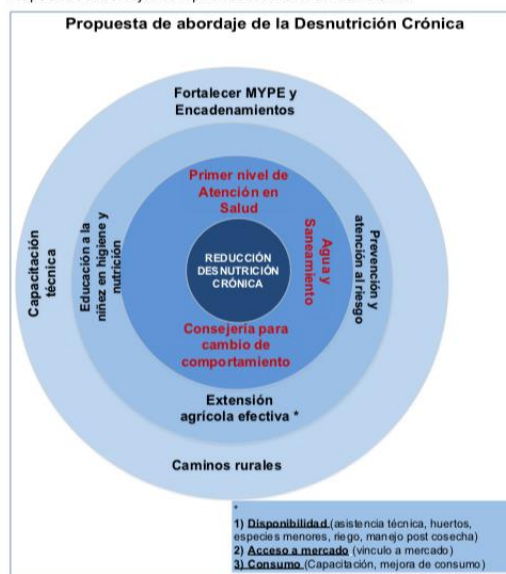 Propuesta de abordaje de la Desnutrición Crónica
Fortalecer MYPE y
Encadenamientos
Primer nivel de
Atención en
Salud
Capacitación
técnica
Educación a la
niñez en higiene y
nutrición
REDUCCIÓN
DESNUTRICIÓN
CRÓNICA
Agua y
Saneamiento
Prevención y
atención al riesgo
Consejería para
cambio de
comportamiento
Extensión
agrícola efectiva *
Caminos rurales
*
1) Disponibilidad (asistencia técnica, huertos,
especies menores, riego, manejo post cosecha)
2) Acceso a mercado (vinculo a mercado)
3) Consumo (Capacitación, mejora de consumo)